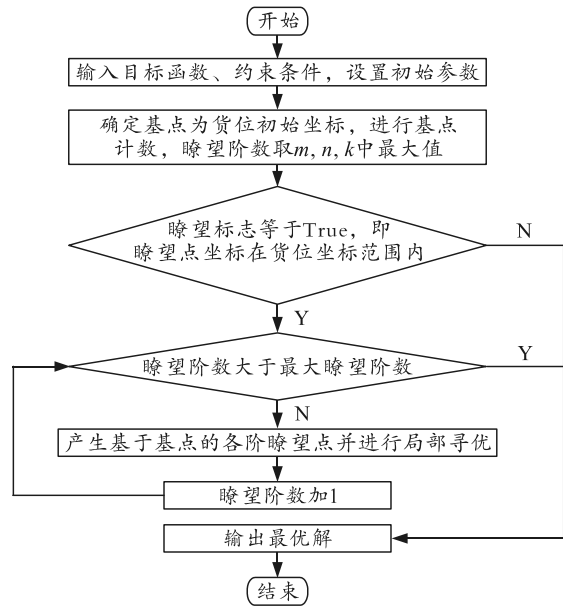 开始
输入目标函数、约束条件，设置初始参数
确定基点为货位初始坐标，进行基点
计数，瞭望阶数取m, n, k中最大值
瞭望标志等于True，即
瞭望点坐标在货位坐标范围内
N
Y
瞭望阶数大于最大瞭望阶数
Y
N
产生基于基点的各阶瞭望点并进行局部寻优
瞭望阶数加1
输出最优解
结束